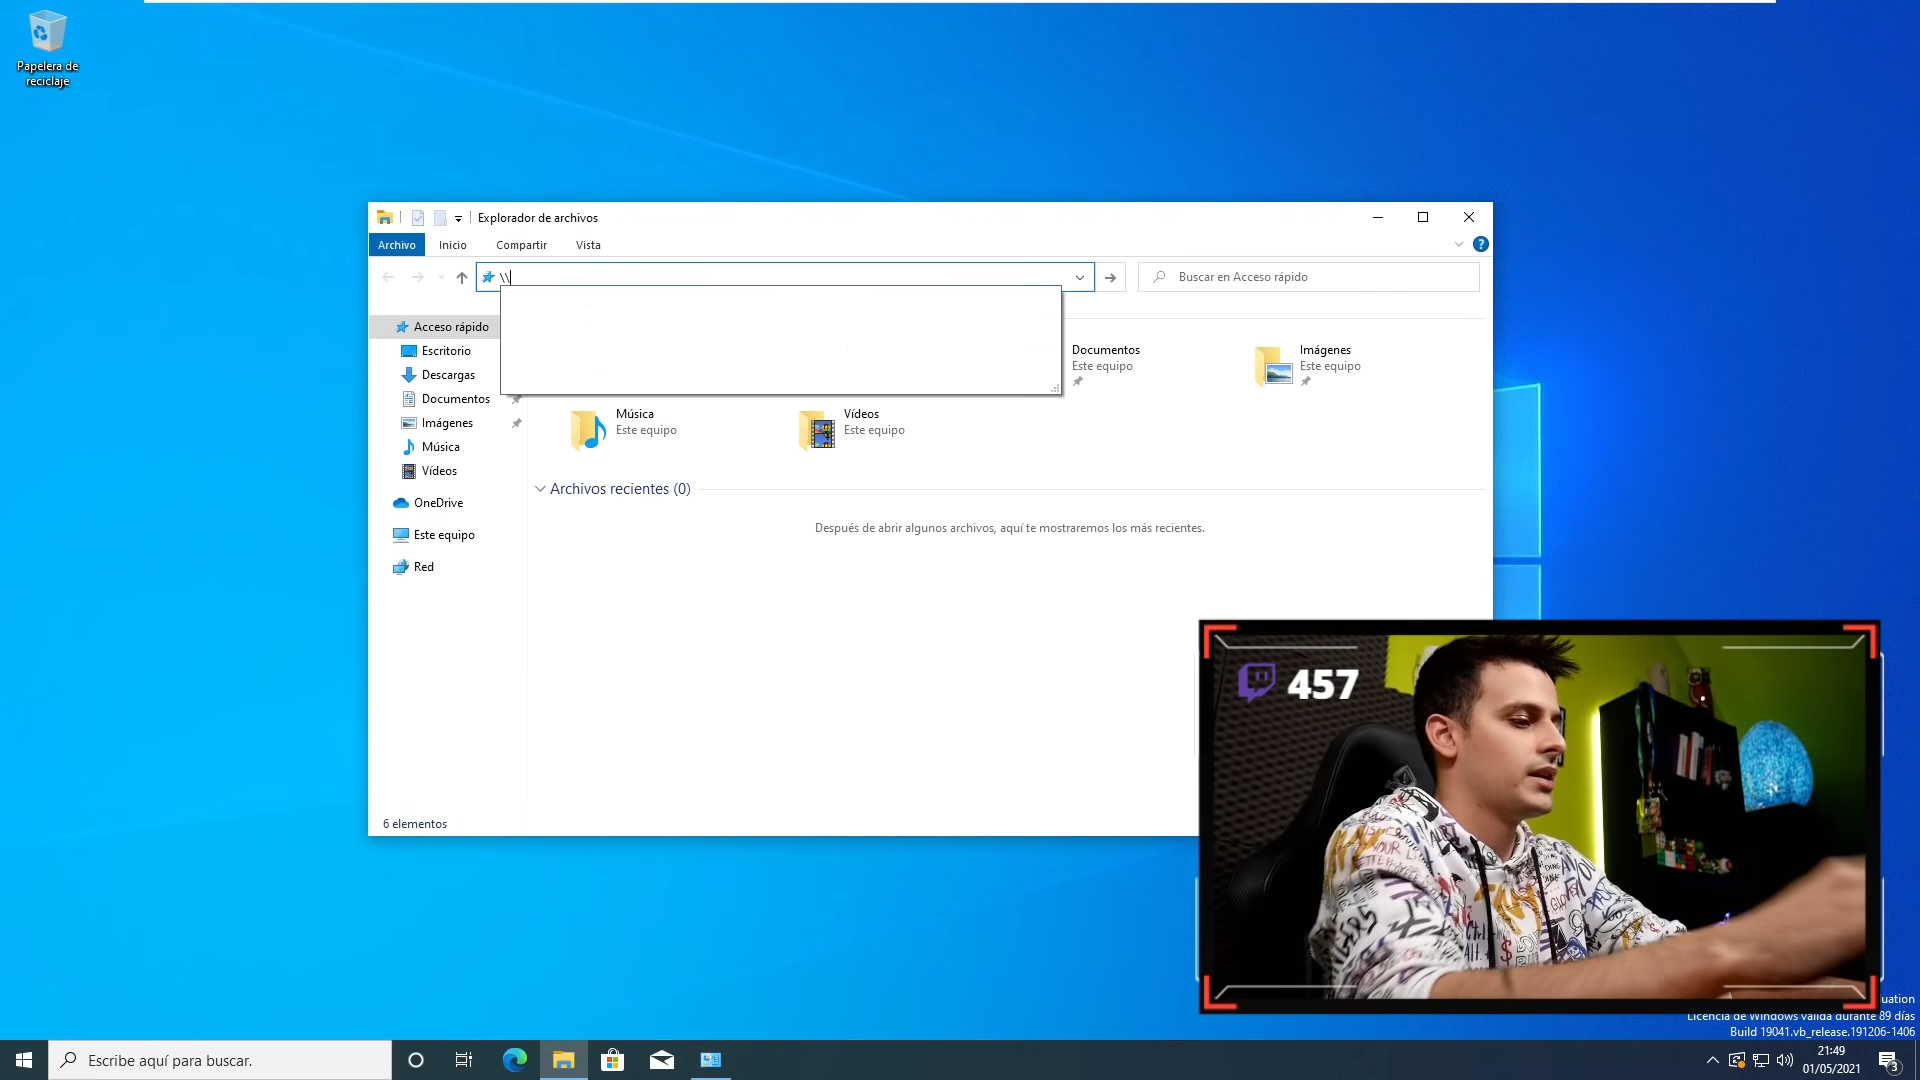 Papelera de
reciclaje
Explorador de archivos
Archivo
Inicio
Compartir
Vista
?
\\
Buscar en Acceso rápido
Acceso rápido
Escritorio
Descargas
Documentos
Imágenes
Música
Vídeos
OneDrive
Este equipo
Red
Documentos
Este equipo
Imágenes
Este equipo
Música
Este equipo
Vídeos
Este equipo
Archivos recientes (0)
Después de abrir algunos archivos, aquí te mostraremos los más recientes.
6 elementos
457
Licencia de Windows válida durante 89 días
Build 19041.vb_release.191206-1406
Escribe aquí para buscar.
21:49
01/05/2021
3